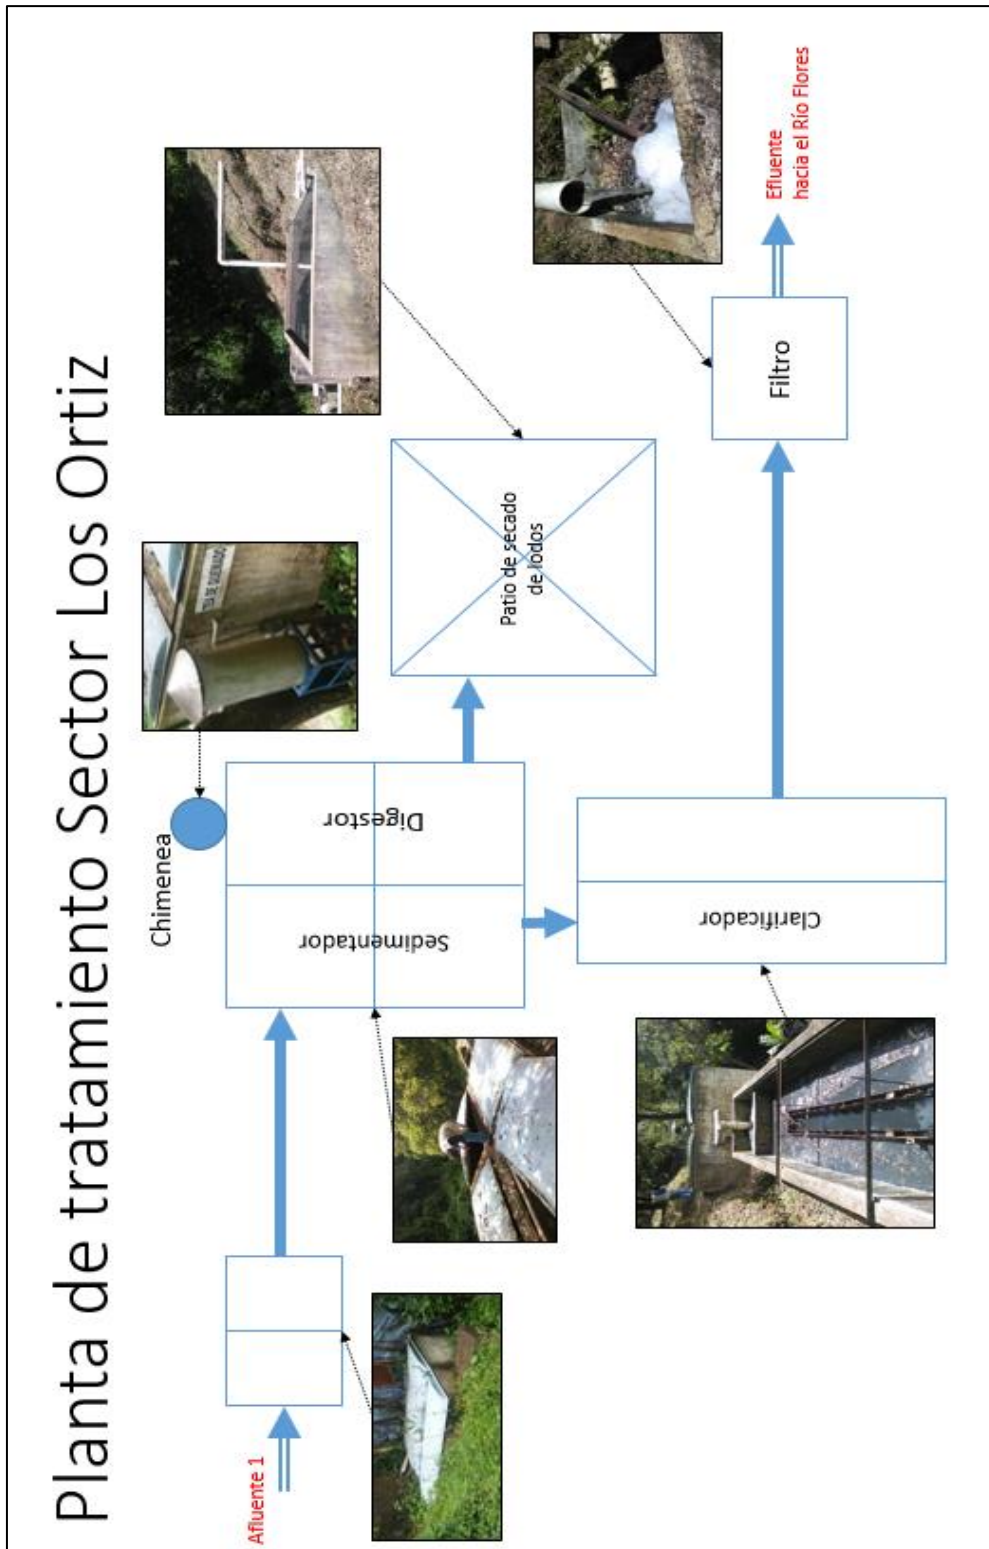 Planta de tratamiento Sector Los Ortiz
Afluente 1
Chimenea
Sedimentador
Digestor
Clarificador
Patio de secado
de lodos
Filtro
Efluente
hacia el Río Flores